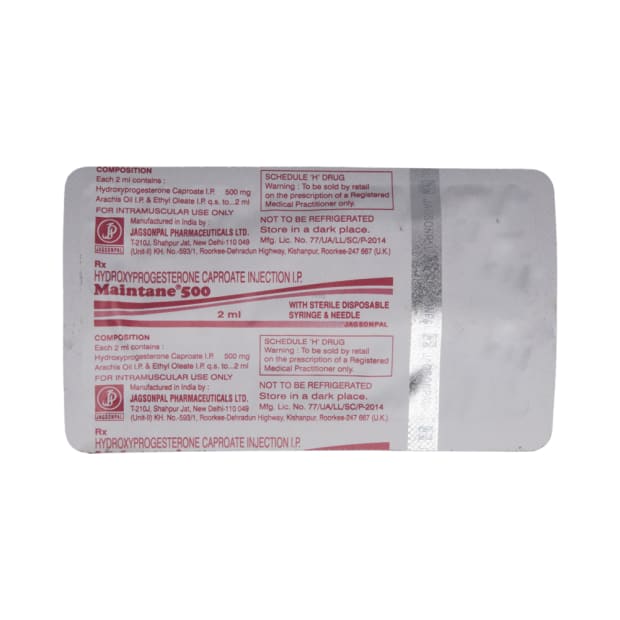 COMPOSITION
Each 2 ml contains :
Hydroxyprogesterone Caproate I.P. 500 mg
Arachis Oil I.P. & Ethyl Oleate I.P. q.s. to...2 ml
FOR INTRAMUSCULAR USE ONLY
Manufactured in India by :
JAGSONPAL PHARMACEUTICALS LTD.
T-210J, Shahpur Jat, New Delhi-110 049
(Unit-II) KH. No.-593/1, Roorkee-Dehradun Highway, Kishanpur, Roorkee-247 667 (U.K.)
JAGSONPAL
SCHEDULE 'H' DRUG
Warning : To be sold by retail
on the prescription of a Registered
Medical Practitioner only.
NOT TO BE REFRIGERATED
Store in a dark place.
Mfg. Lic. No. 77/UA/LL/SC/P-2014
Rx
HYDROXYPROGESTERONE CAPROATE INJECTION I.P.
Maintane® 500
2 ml
WITH STERILE DISPOSABLE
SYRINGE & NEEDLE
JAGSONPAL
COMPOSITION
Each 2 ml contains :
Hydroxyprogesterone Caproate I.P. 500 mg
Arachis Oil I.P. & Ethyl Oleate I.P. q.s. to...2 ml
FOR INTRAMUSCULAR USE ONLY
Manufactured in India by :
JAGSONPAL PHARMACEUTICALS LTD.
T-210J, Shahpur Jat, New Delhi-110 049
(Unit-II) KH. No.-593/1, Roorkee-Dehradun Highway, Kishanpur, Roorkee-247 667 (U.K.)
JAGSONPAL
SCHEDULE 'H' DRUG
Warning : To be sold by retail
on the prescription of a Registered
Medical Practitioner only.
NOT TO BE REFRIGERATED
Store in a dark place.
Mfg. Lic. No. 77/UA/LL/SC/P-2014
Rx
HYDROXYPROGESTERONE CAPROATE INJECTION I.P.
JAGSONPAL